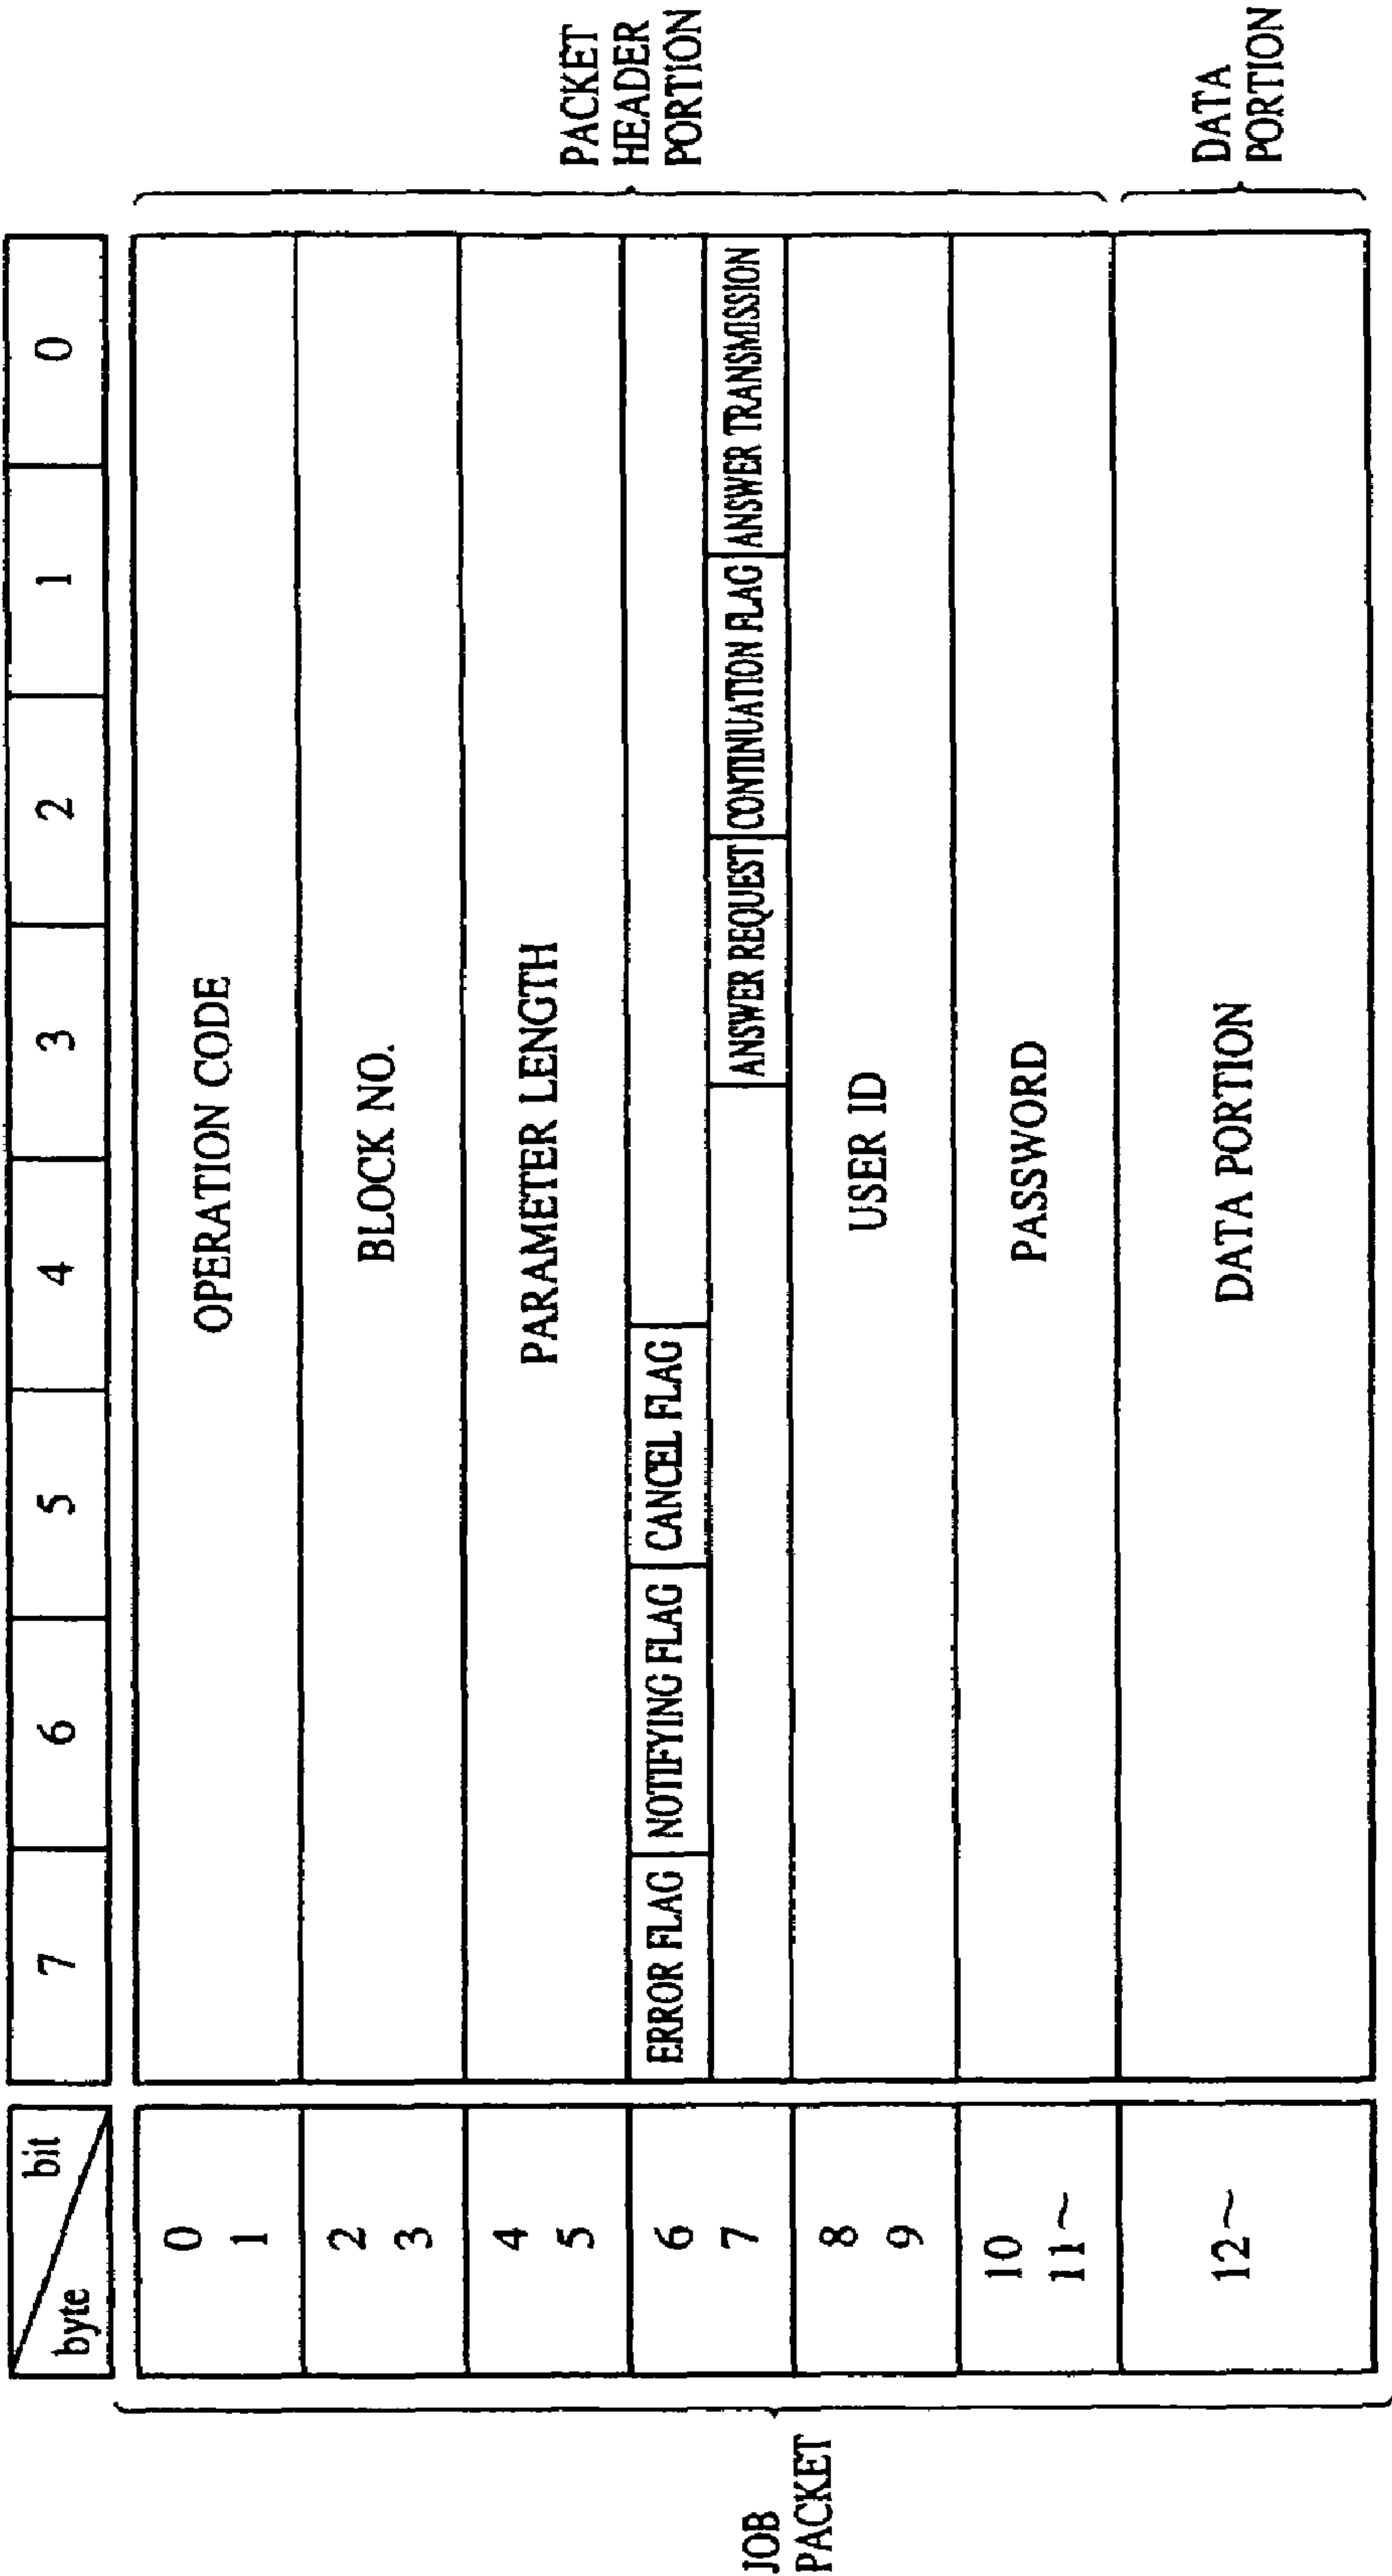 bit
byte
7 6 5 4 3 2 1 0
JOB
PACKET
0
1
OPERATION CODE
2
3
BLOCK NO.
4
5
PARAMETER LENGTH
6
ERROR FLAG NOTIFYING FLAG CANCEL FLAG
7
ANSWER REQUEST CONTINUATION FLAG ANSWER TRANSMISSION
8
9
USER ID
10
11~
PASSWORD
12~
DATA PORTION
PACKET
HEADER
PORTION
DATA
PORTION